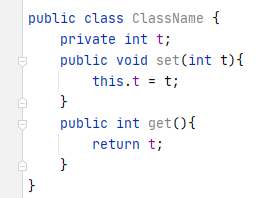 public class ClassName {
    private int t;
    public void set(int t){
        this.t = t;
    }
    public int get(){
        return t;
    }
}